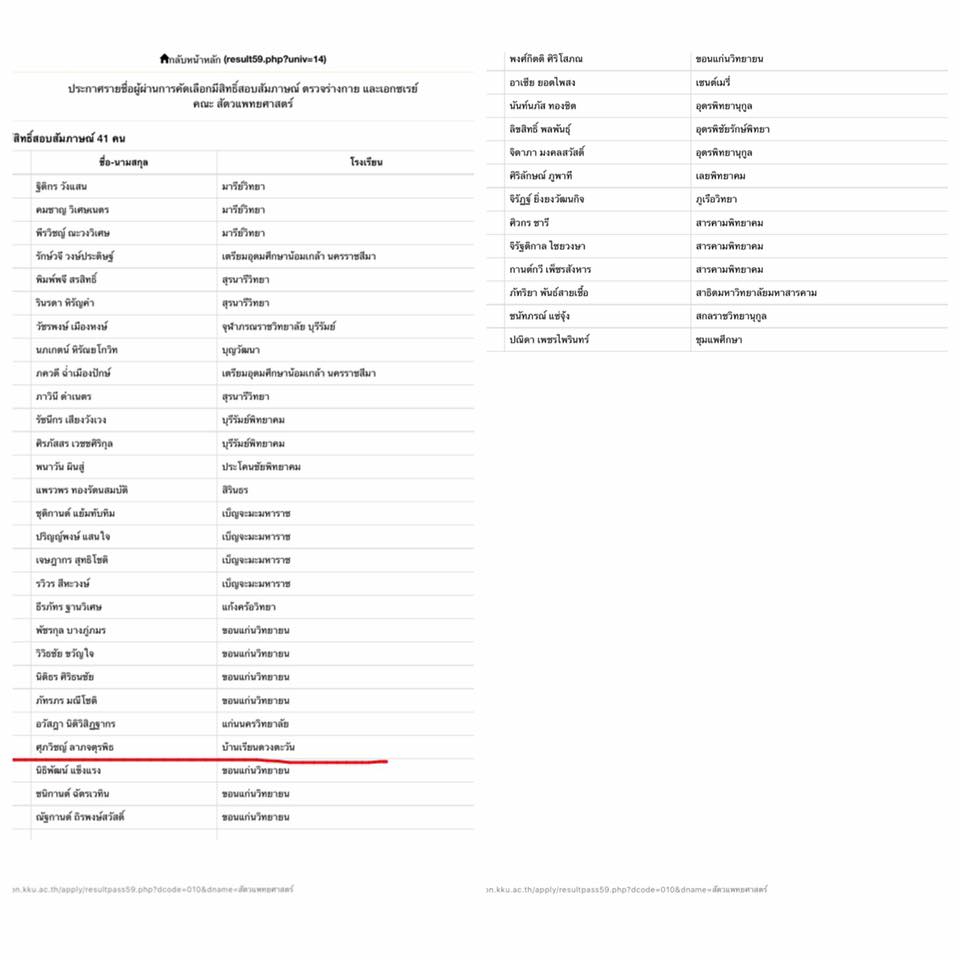 กลับหน้าหลัก (result59.php?univ=14)
ประกาศรายชื่อผู้ผ่านการคัดเลือกมีสิทธิ์สอบสัมภาษณ์ ตรวจร่างกาย และเอกซเรย์
คณะ สัตวแพทยศาสตร์
สิทธิ์สอบสัมภาษณ์ 41 คน
ชื่อ-นามสกุล โรงเรียน
ฐิติกร วังแสน มารีย์วิทยา
คมชาญ วิเศษเนตร มารีย์วิทยา
พีรวิชญ์ ณะวงวิเศษ มารีย์วิทยา
รักษ์วจี วงษ์ประดิษฐ์ เตรียมอุดมศึกษาน้อมเกล้า นครราชสีมา
พิมพ์พจี สรสิทธิ์ สุรนารีวิทยา
รินรดา หิรัญคำ สุรนารีวิทยา
วัชรพงษ์ เมืองหงษ์ จุฬาภรณราชวิทยาลัย บุรีรัมย์
นภเกตน์ หิรัณยโกวิท บุญวัฒนา
ภควดี ฉ่ำเมืองปักษ์ เตรียมอุดมศึกษาน้อมเกล้า นครราชสีมา
ภาวินี ดำเนตร สุรนารีวิทยา
รัชนีกร เสียงวังเวง บุรีรัมย์พิทยาคม
ศิรภัสสร เวชชศิริกุล บุรีรัมย์พิทยาคม
พนาวัน ผินสู่ ประโคนชัยพิทยาคม
แพรวพร ทองรัตนสมบัติ สิรินธร
ชุติกานต์ แย้มทับทิม เบ็ญจะมะมหาราช
ปริญญ์พงษ์ แสนใจ เบ็ญจะมะมหาราช
เจษฎากร สุทธิโชติ เบ็ญจะมะมหาราช
รวิวร สีหะวงษ์ เบ็ญจะมะมหาราช
ธีรภัทร ฐานวิเศษ แก้งคร้อวิทยา
พัชรกุล บางภู่ภมร ขอนแก่นวิทยายน
วิวิธชัย ขวัญใจ ขอนแก่นวิทยายน
นิติธร ศิริธนชัย ขอนแก่นวิทยายน
ภัทรภร มณีโชติ ขอนแก่นวิทยายน
อวัสฎา นิติวิสิฏฐากร แก่นนครวิทยาลัย
ศุภวิชญ์ ลาภจตุรพิธ บ้านเรียนดวงตะวัน
นิธิพัฒน์ แข็งแรง ขอนแก่นวิทยายน
ชนิกานต์ ฉัตรเวทิน ขอนแก่นวิทยายน
ณัฐกานต์ ถิรพงษ์สวัสดิ์ ขอนแก่นวิทยายน
on.kku.ac.th/apply/resultpass59.php?dcode=010&dname=สัตวแพทยศาสตร์
พงศ์กิตติ ศิริโสภณ ขอนแก่นวิทยายน
อาเซีย ยอดไพสง เซนต์เมรี่
นันท์นภัส ทองชิต อุดรพิทยานุกูล
ลิขสิทธิ์ พลพันธุ์ อุดรพิชัยรักษ์พิทยา
จิดาภา มงคลสวัสดิ์ อุดรพิทยานุกูล
ศิริลักษณ์ ภูพาที เลยพิทยาคม
จิรัฎฐ์ ยิ่งยงวัฒนกิจ ภูเรือวิทยา
ศิวกร ชารี สารคามพิทยาคม
จิรัฐติกาล ไชยวงษา สารคามพิทยาคม
กานต์กวี เพ็ชรสังหาร สารคามพิทยาคม
ภัทริยา พันธ์สายเชื้อ สาธิตมหาวิทยาลัยมหาสารคาม
ชนัทภรณ์ แซ่จุ้ง สกลราชวิทยานุกูล
ปณิดา เพชรไพรินทร์ ชุมแพศึกษา
on.kku.ac.th/apply/resultpass59.php?dcode=010&dname=สัตวแพทยศาสตร์